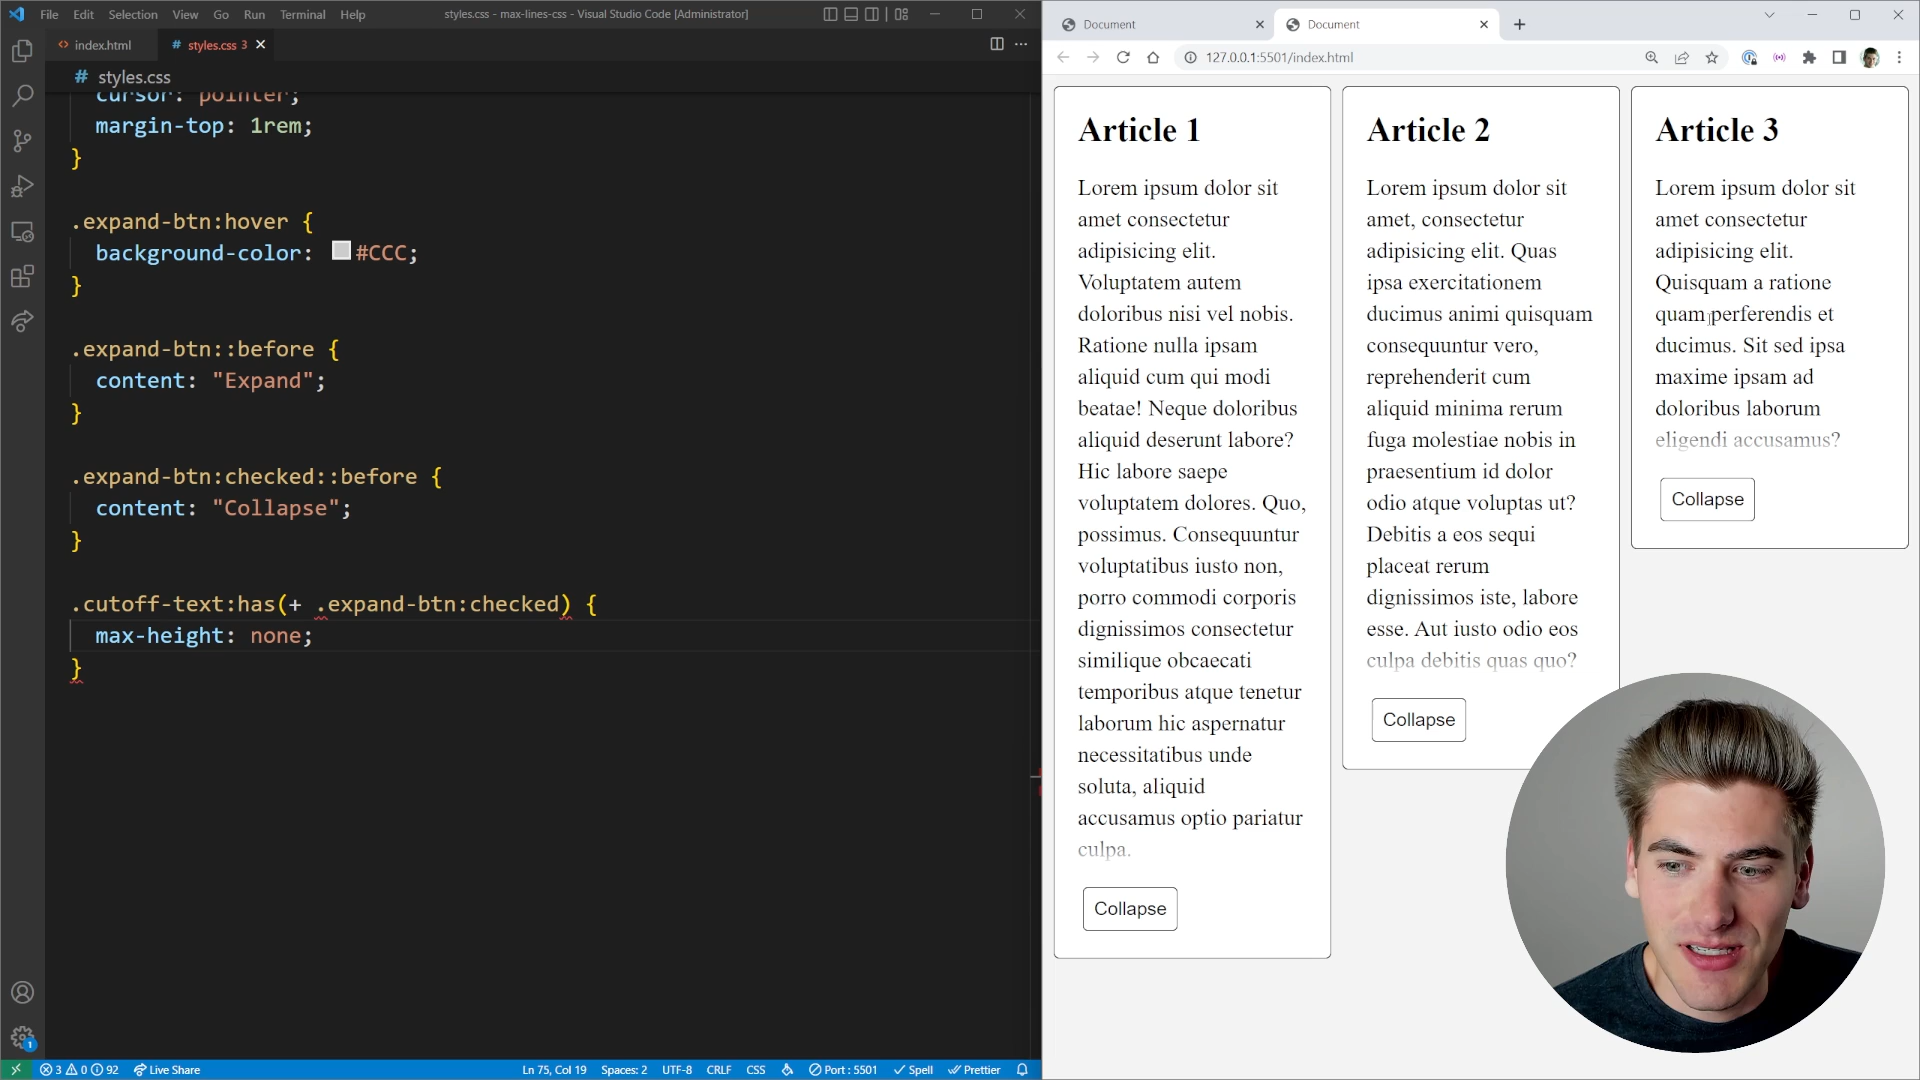 File Edit Selection View Go Run Terminal Help
styles.css - max-lines-css - Visual Studio Code [Administrator]
index.html
# styles.css 3
# styles.css
cursor: pointer;
margin-top: 1rem;
}
.expand-btn:hover {
background-color: #CCC;
}
.expand-btn::before {
content: "Expand";
}
.expand-btn:checked::before {
content: "Collapse";
}
.cutoff-text:has(+ .expand-btn:checked) {
max-height: none;
}
1
3 0 92 Live Share
Ln 75, Col 19 Spaces: 2 UTF-8 CRLF CSS Port : 5501 Spell Prettier
Document
Document
127.0.0.1:5501/index.html
Article 1
Lorem ipsum dolor sit
amet consectetur
adipisicing elit.
Voluptatem autem
doloribus nisi vel nobis.
Ratione nulla ipsam
aliquid cum qui modi
beatae! Neque doloribus
aliquid deserunt labore?
Hic labore saepe
voluptatem dolores. Quo,
possimus. Consequuntur
voluptatibus iusto non,
porro commodi corporis
dignissimos consectetur
similique obcaecati
temporibus atque tenetur
laborum hic aspernatur
necessitatibus unde
soluta, aliquid
accusamus optio pariatur
culpa.
Collapse
Article 2
Lorem ipsum dolor sit
amet, consectetur
adipisicing elit. Quas
ipsa exercitationem
ducimus animi quisquam
consequuntur vero,
reprehenderit cum
aliquid minima rerum
fuga molestiae nobis in
praesentium id dolor
odio atque voluptas ut?
Debitis a eos sequi
placeat rerum
dignissimos iste, labore
esse. Aut iusto odio eos
culpa debitis quas quo?
Collapse
Article 3
Lorem ipsum dolor sit
amet consectetur
adipisicing elit.
Quisquam a ratione
quam perferendis et
ducimus. Sit sed ipsa
maxime ipsam ad
doloribus laborum
eligendi accusamus?
Collapse